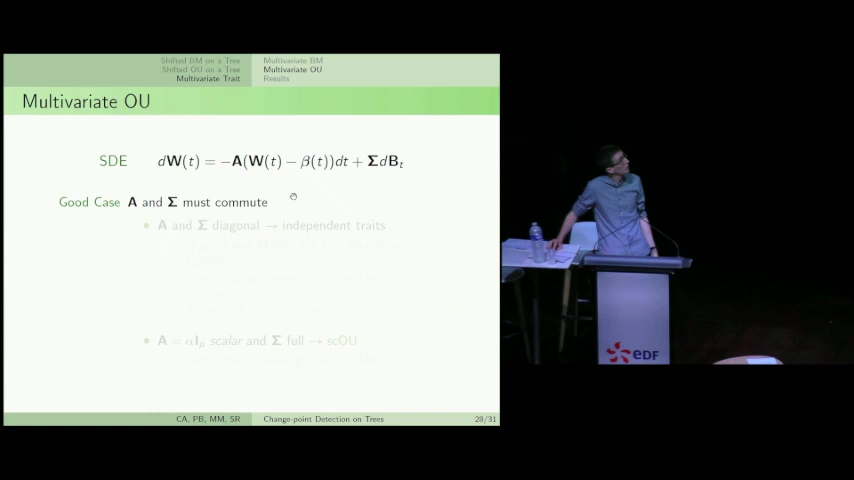 Shifted BM on a Tree
Shifted OU on a Tree
Multivariate Trait
Multivariate BM
Multivariate OU
Results
Multivariate OU
SDE dW(t) = −A(W(t) − β(t))dt + ΣdB_t
Good Case A and Σ must commute
• A and Σ diagonal → independent traits
• A = αI_p scalar and Σ full → scOU
CA, PB, MM, SR
Change-point Detection on Trees
28/31
eDF